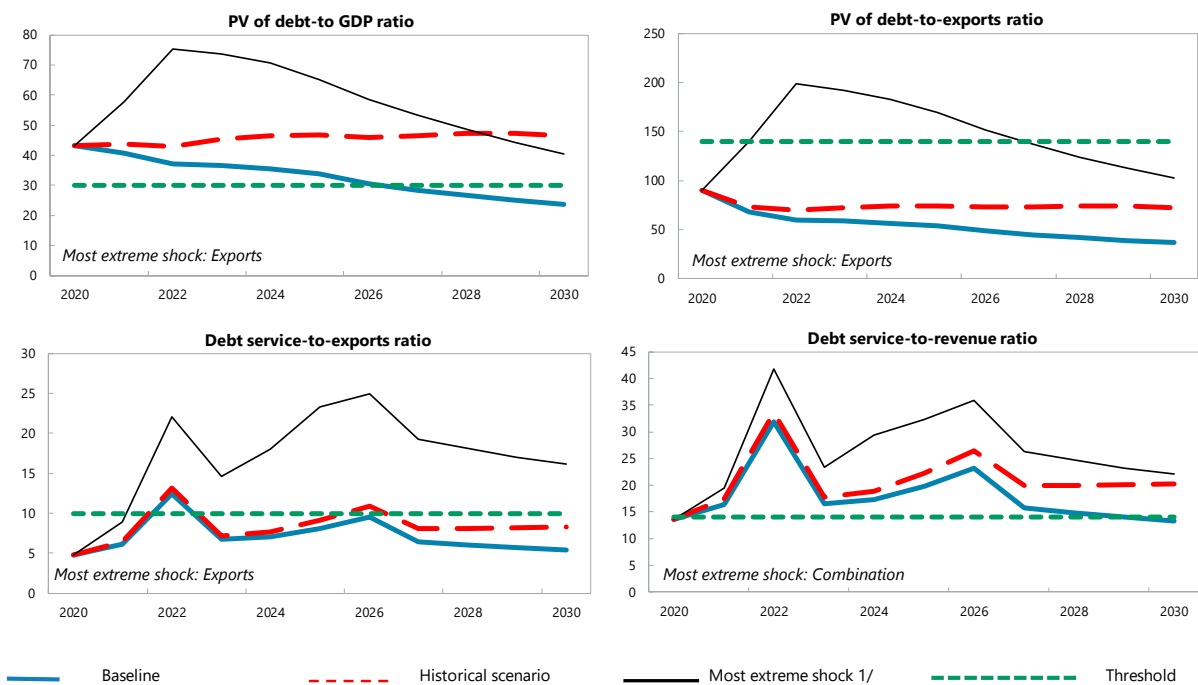 PV of debt-to GDP ratio
80
70
60
50
40
30
20
10
0
Most extreme shock: Exports
2020 2022 2024 2026 2028 2030
PV of debt-to-exports ratio
250
200
150
100
50
0
Most extreme shock: Exports
2020 2022 2024 2026 2028 2030
Debt service-to-exports ratio
30
25
20
15
10
5
0
Most extreme shock: Exports
2020 2022 2024 2026 2028 2030
Debt service-to-revenue ratio
45
40
35
30
25
20
15
10
5
0
Most extreme shock: Combination
2020 2022 2024 2026 2028 2030
Baseline Historical scenario Most extreme shock 1/ Threshold